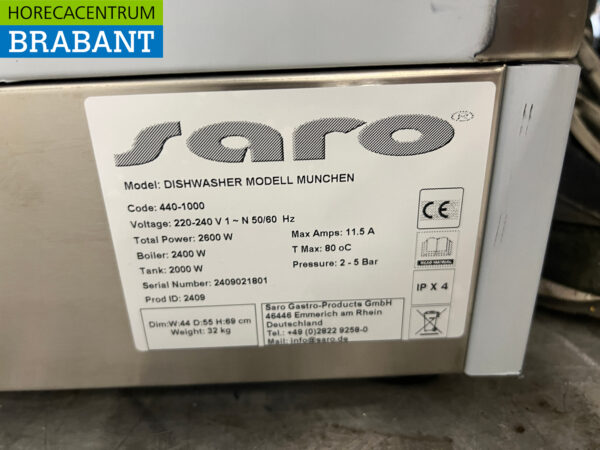 HORECACENTRUM
BRABANT
saro ®
Model: DISHWASHER MODELL MUNCHEN
Code: 440-1000
Voltage: 220-240 V 1 ~ N 50/60 Hz
Total Power: 2600 W
Max Amps: 11.5 A
Boiler: 2400 W
T Max: 80 oC
Tank: 2000 W
Pressure: 2 - 5 Bar
Serial Number: 2409021801
Prod ID: 2409
CE
READ MANUAL
IP X 4
Dim:W:44 D:55 H:69 cm
Weight: 32 kg
Saro Gastro-Products GmbH
46446 Emmerich am Rhein
Deutschland
Tel.: +49 (0)2822 9258-0
Mail: info@saro.de